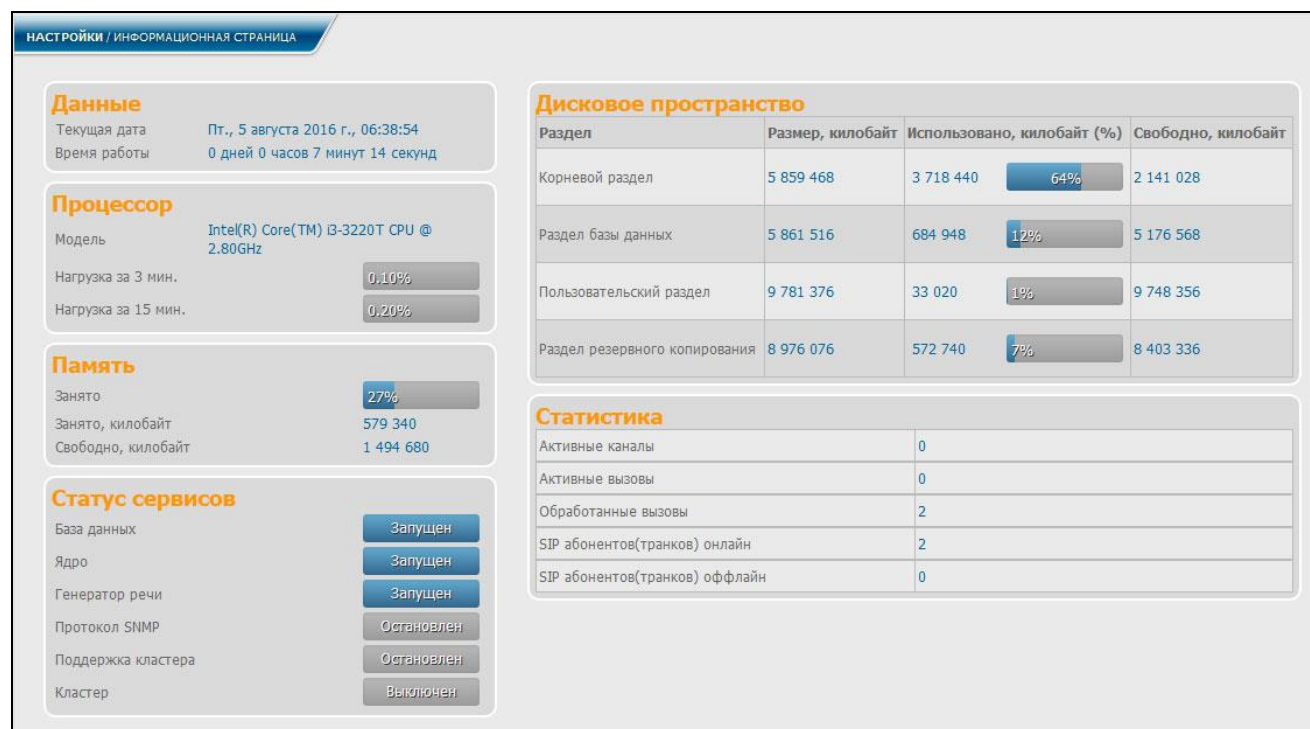 НАСТРОЙКИ / ИНФОРМАЦИОННАЯ СТРАНИЦА
Данные
Текущая дата Пт., 5 августа 2016 г., 06:38:54
Время работы 0 дней 0 часов 7 минут 14 секунд
Процессор
Модель Intel(R) Core(TM) i3-3220T CPU @
2.80GHz
Нагрузка за 3 мин. 0.10%
Нагрузка за 15 мин. 0.20%
Память
Занято 27%
Занято, килобайт 579 340
Свободно, килобайт 1 494 680
Статус сервисов
База данных Запущен
Ядро Запущен
Генератор речи Запущен
Протокол SNMP Остановлен
Поддержка кластера Остановлен
Кластер Выключен
Дисковое пространство
Раздел Размер, килобайт Использовано, килобайт (%) Свободно, килобайт
Корневой раздел 5 859 468 3 718 440 64% 2 141 028
Раздел базы данных 5 861 516 684 948 12% 5 176 568
Пользовательский раздел 9 781 376 33 020 1% 9 748 356
Раздел резервного копирования 8 976 076 572 740 7% 8 403 336
Статистика
Активные каналы 0
Активные вызовы 0
Обработанные вызовы 2
SIP абонентов(транков) онлайн 2
SIP абонентов(транков) оффлайн 0